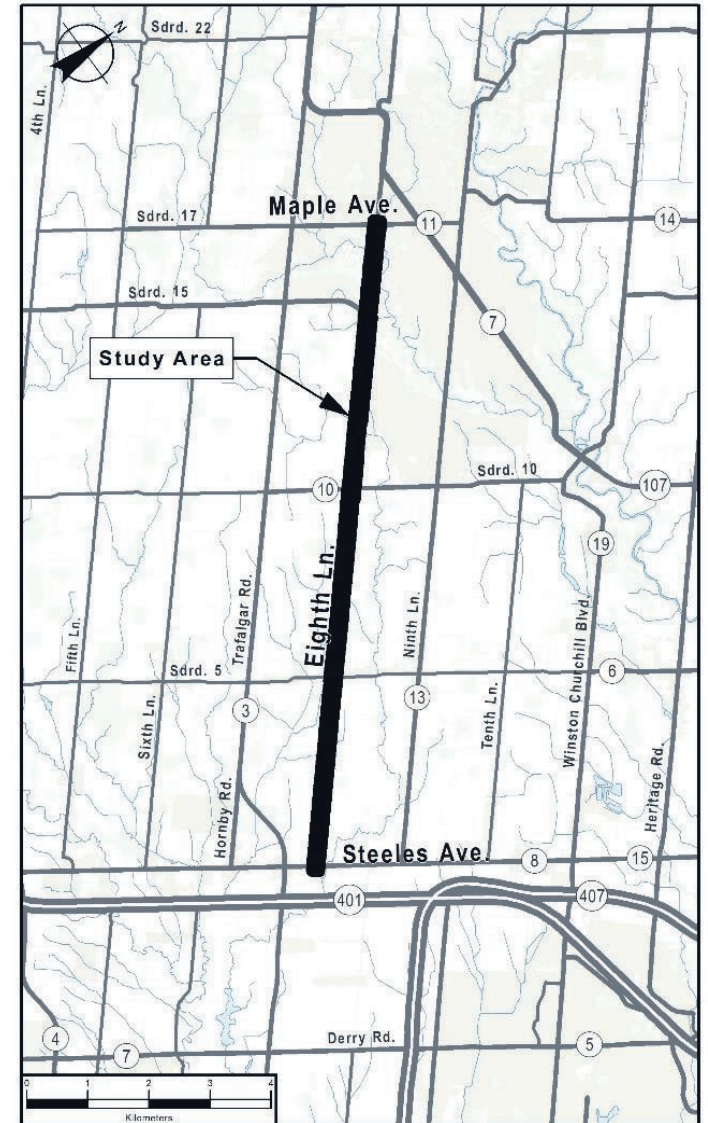 N
Sdrd. 22
4th Ln.
Maple Ave.
Sdrd. 17
11
14
Sdrd. 15
7
Study Area
Sdrd. 10
10
107
19
Eighth Ln.
Trafalgar Rd.
Ninth Ln.
Fifth Ln.
Winston Churchill Blvd.
Sdrd. 5
6
Sixth Ln.
3
13
Tenth Ln.
Heritage Rd.
Hornby Rd.
Steeles Ave.
8
15
401
407
4
7
Derry Rd.
5
0 1 2 3 4
Kilometers